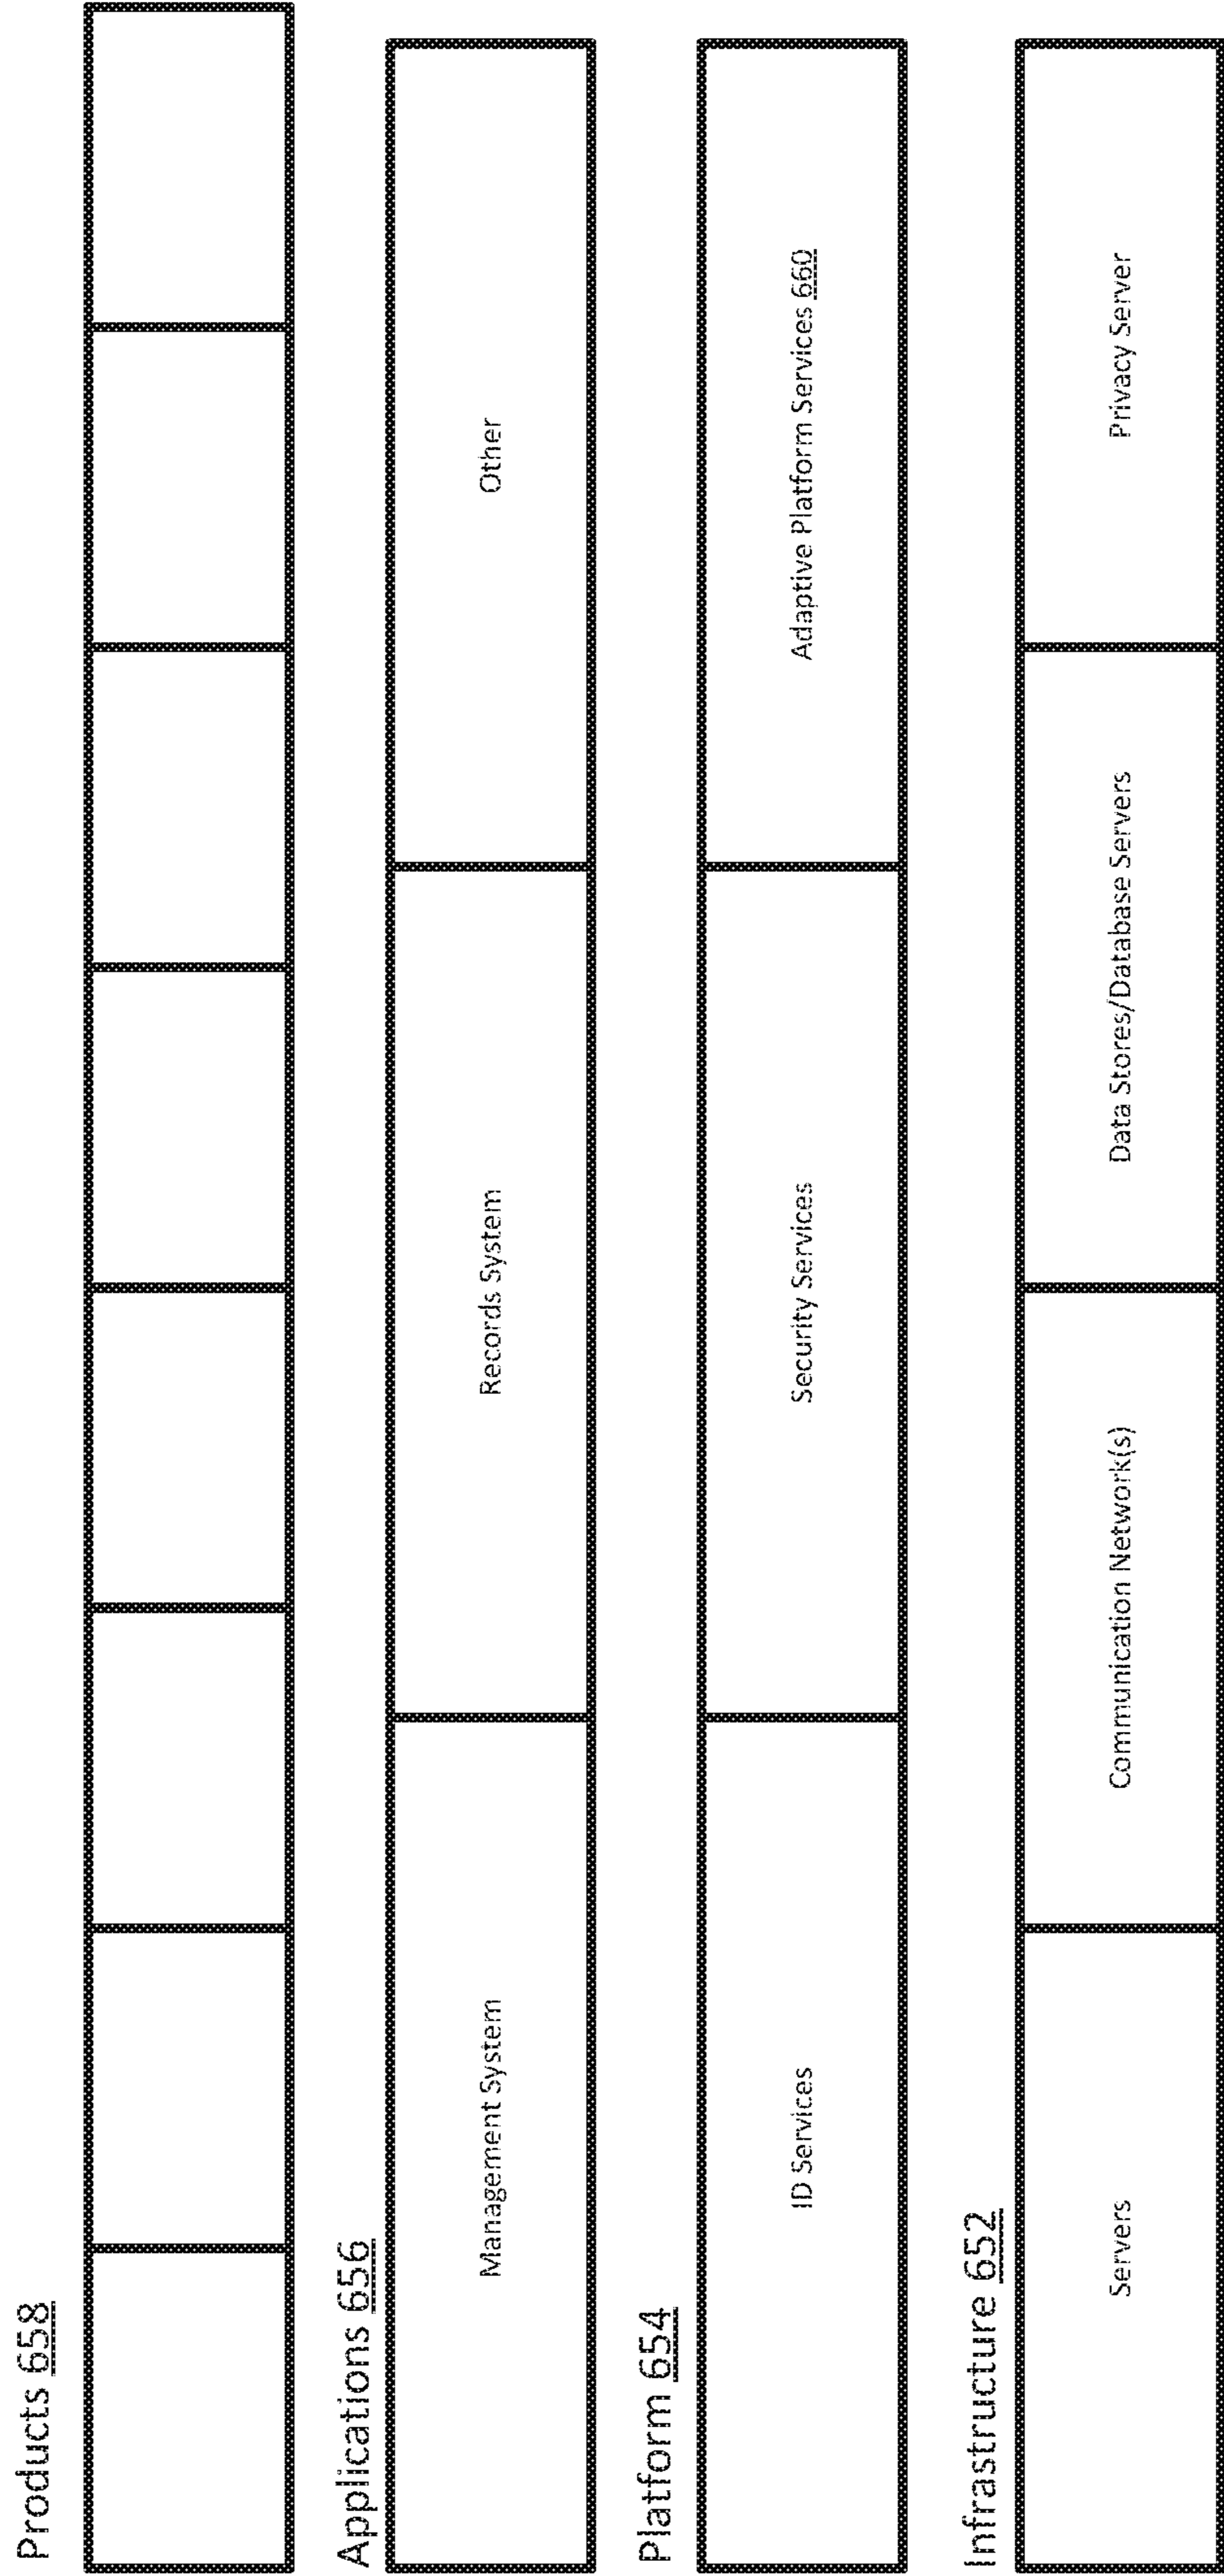 Products 658
Applications 656
Management System
Records System
Other
Platform 654
ID Services
Security Services
Adaptive Platform Services 660
Infrastructure 652
Servers
Communication Network(s)
Data Stores/Database Servers
Privacy Server